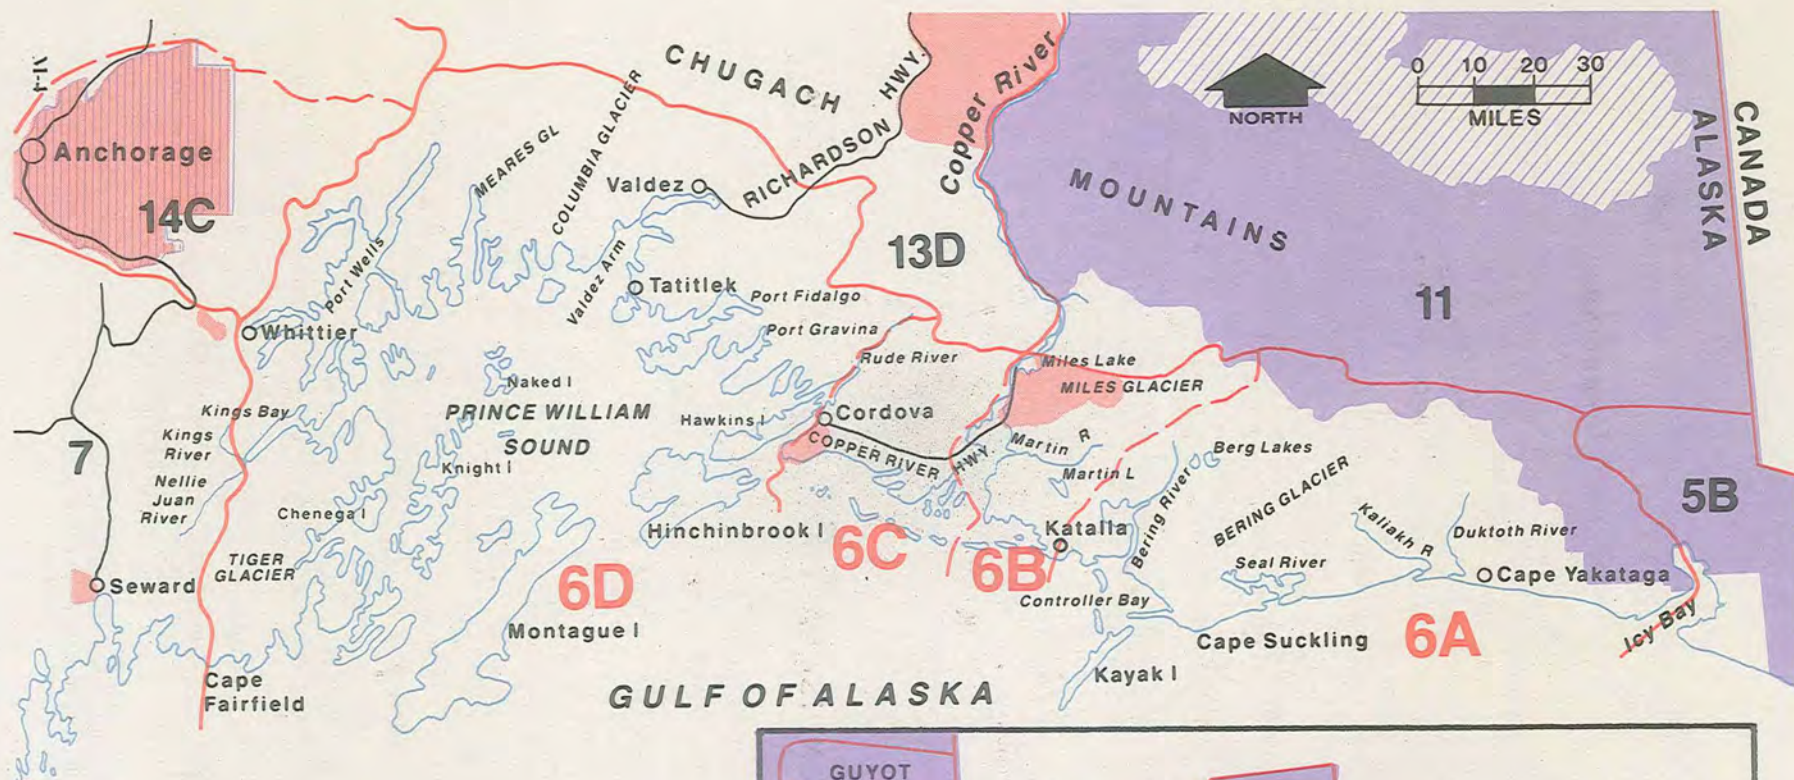 CHUGACH
HWY.
Copper River
0 10 20 30
NORTH
MILES
CANADA
ALASKA
Anchorage
14C
MEARES GL
COLUMBIA GLACIER
Valdez
RICHARDSON
MOUNTAINS
Port Wells
Valdez Arm
13D
11
Tatitlek
Port Fidalgo
Whittier
Port Gravina
Rude River
Miles Lake
MILES GLACIER
Naked I
Kings Bay
PRINCE WILLIAM
SOUND
Hawkins I
Cordova
COPPER RIVER HWY.
Martin R
Berg Lakes
Kings
River
7
Knight I
Martin L
Nellie
Juan
River
Chenega I
Hinchinbrook I
6C
Katalla
Bering River
BERING GLACIER
Kaliakh R
Duktoth River
5B
TIGER
GLACIER
Seward
6D
6B
Seal River
Cape Yakataga
Controller Bay
Montague I
Cape Suckling
6A
Icy Bay
Cape
Fairfield
Kayak I
GULF OF ALASKA
GUYOT